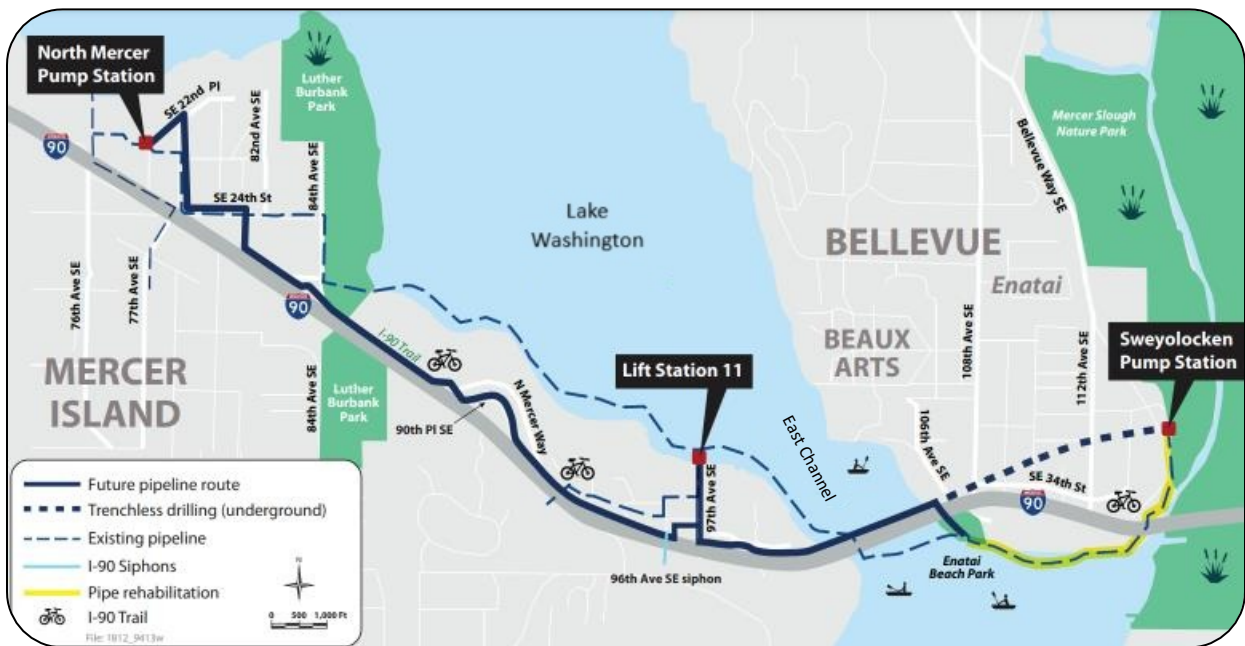 North Mercer
Pump Station
SE 22nd Pl
82nd Ave SE
84th Ave SE
Luther
Burbank
Park
INTERSTATE
90
SE 24th St
76th Ave SE
77th Ave SE
MERCER
ISLAND
90
I-90 Trail
84th Ave SE
Luther
Burbank
Park
90th Pl SE
N Mercer Way
Lake
Washington
Lift Station 11
97th Ave SE
96th Ave SE siphon
East Channel
BELLEVUE
Enatai
BEAUX
ARTS
Bellevue Way SE
Mercer Slough
Nature Park
108th Ave SE
112th Ave SE
106th Ave SE
Sweyolocken
Pump Station
SE 34th St
90
Enatai
Beach Park
Future pipeline route
Trenchless drilling (underground)
Existing pipeline
I-90 Siphons
Pipe rehabilitation
I-90 Trail
N
0 500 1,000 Ft
File: 1812_9413w